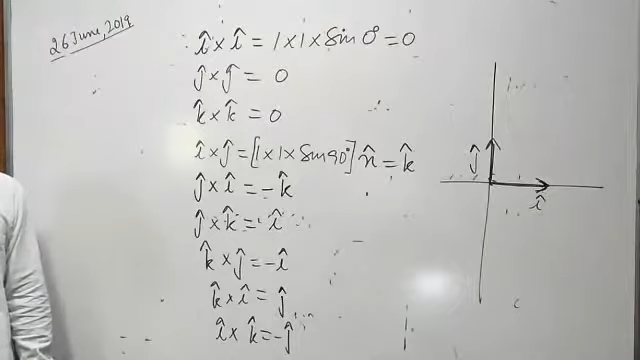 26 June, 2019
î × î = 1×1× Sin 0° = 0
ĵ × ĵ = 0
k̂ × k̂ = 0
î × ĵ = [1×1× Sin 90°] n̂ = k̂
ĵ × î = -k̂
ĵ × k̂ = î
k̂ × ĵ = -î
k̂ × î = ĵ
î × k̂ = -ĵ
ĵ
î